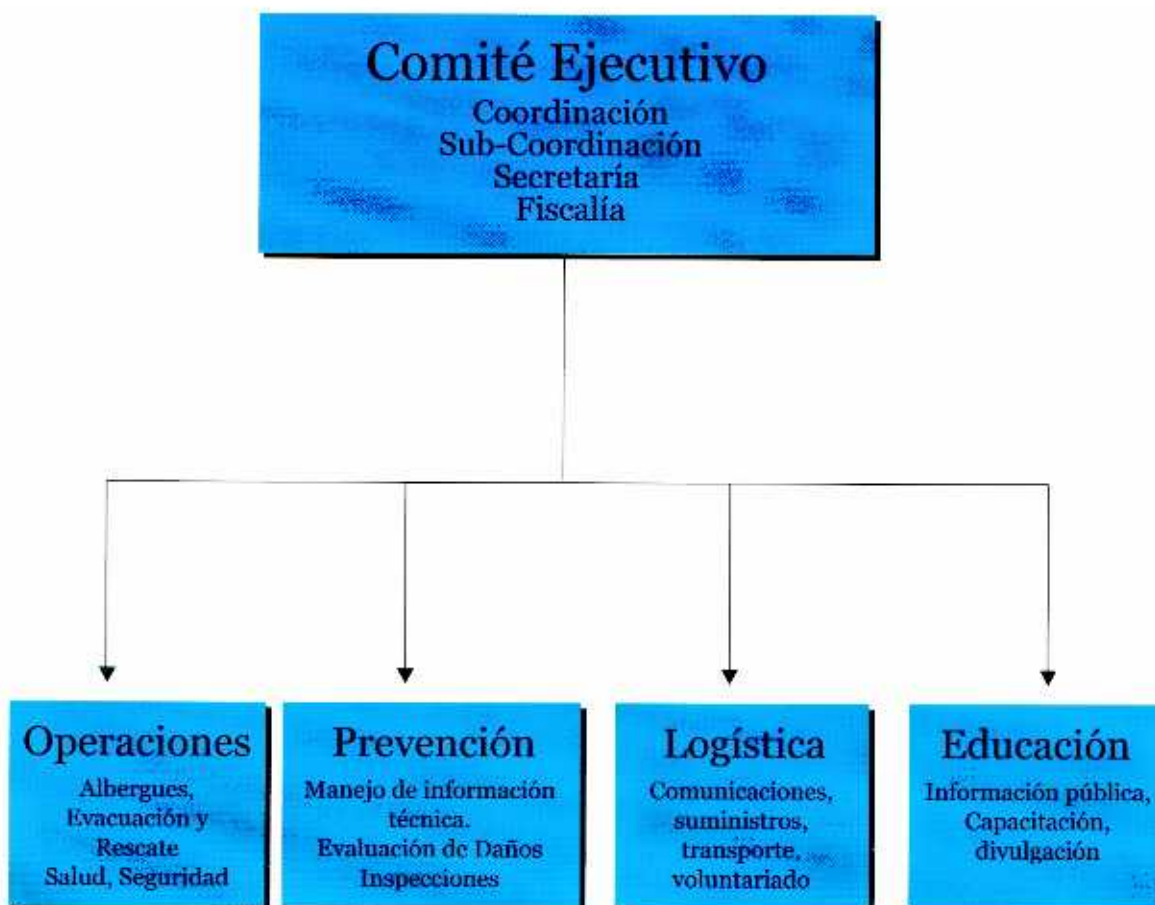 Comité Ejecutivo
Coordinación
Sub-Coordinación
Secretaría
Fiscalía
Operaciones
Albergues,
Evacuación y
Rescate
Salud, Seguridad
Prevención
Manejo de información
técnica.
Evaluación de Daños
Inspecciones
Logística
Comunicaciones,
suministros,
transporte,
voluntariado
Educación
Información pública,
Capacitación,
divulgación